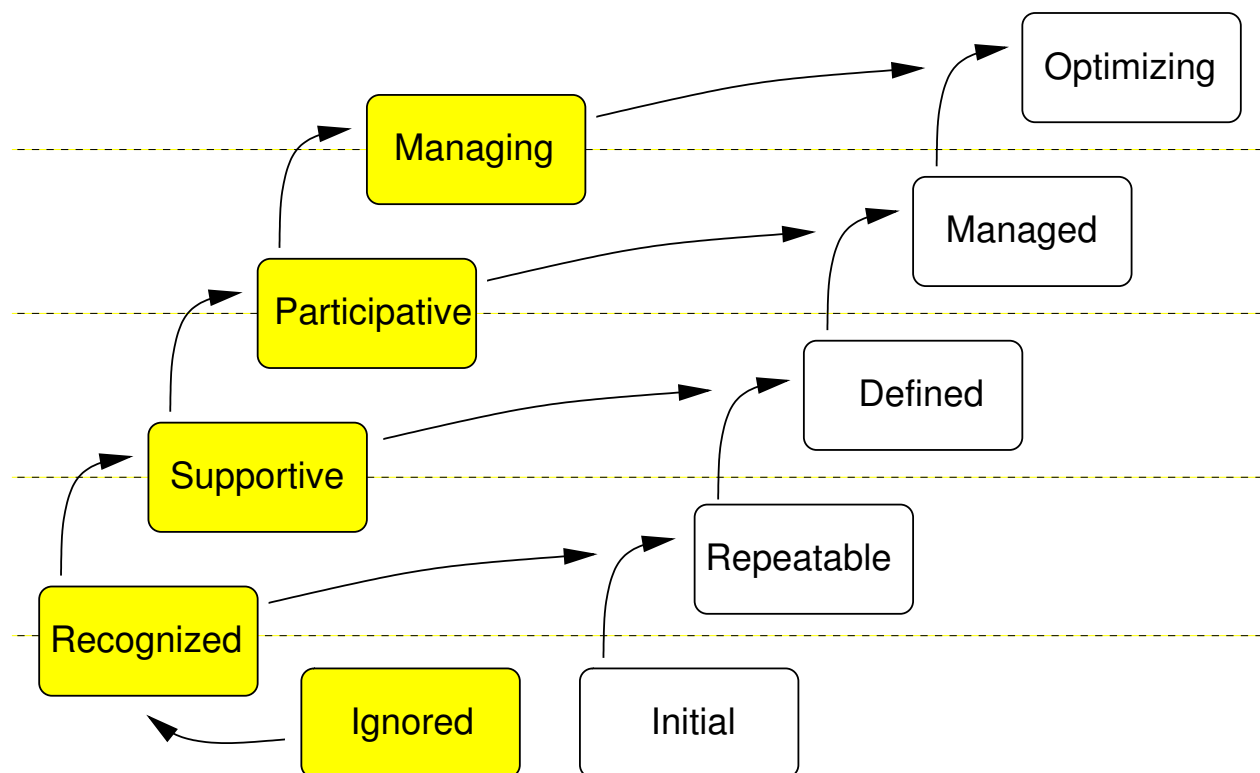 Optimizing
Managing
Managed
Participative
Defined
Supportive
Repeatable
Recognized
Ignored
Initial